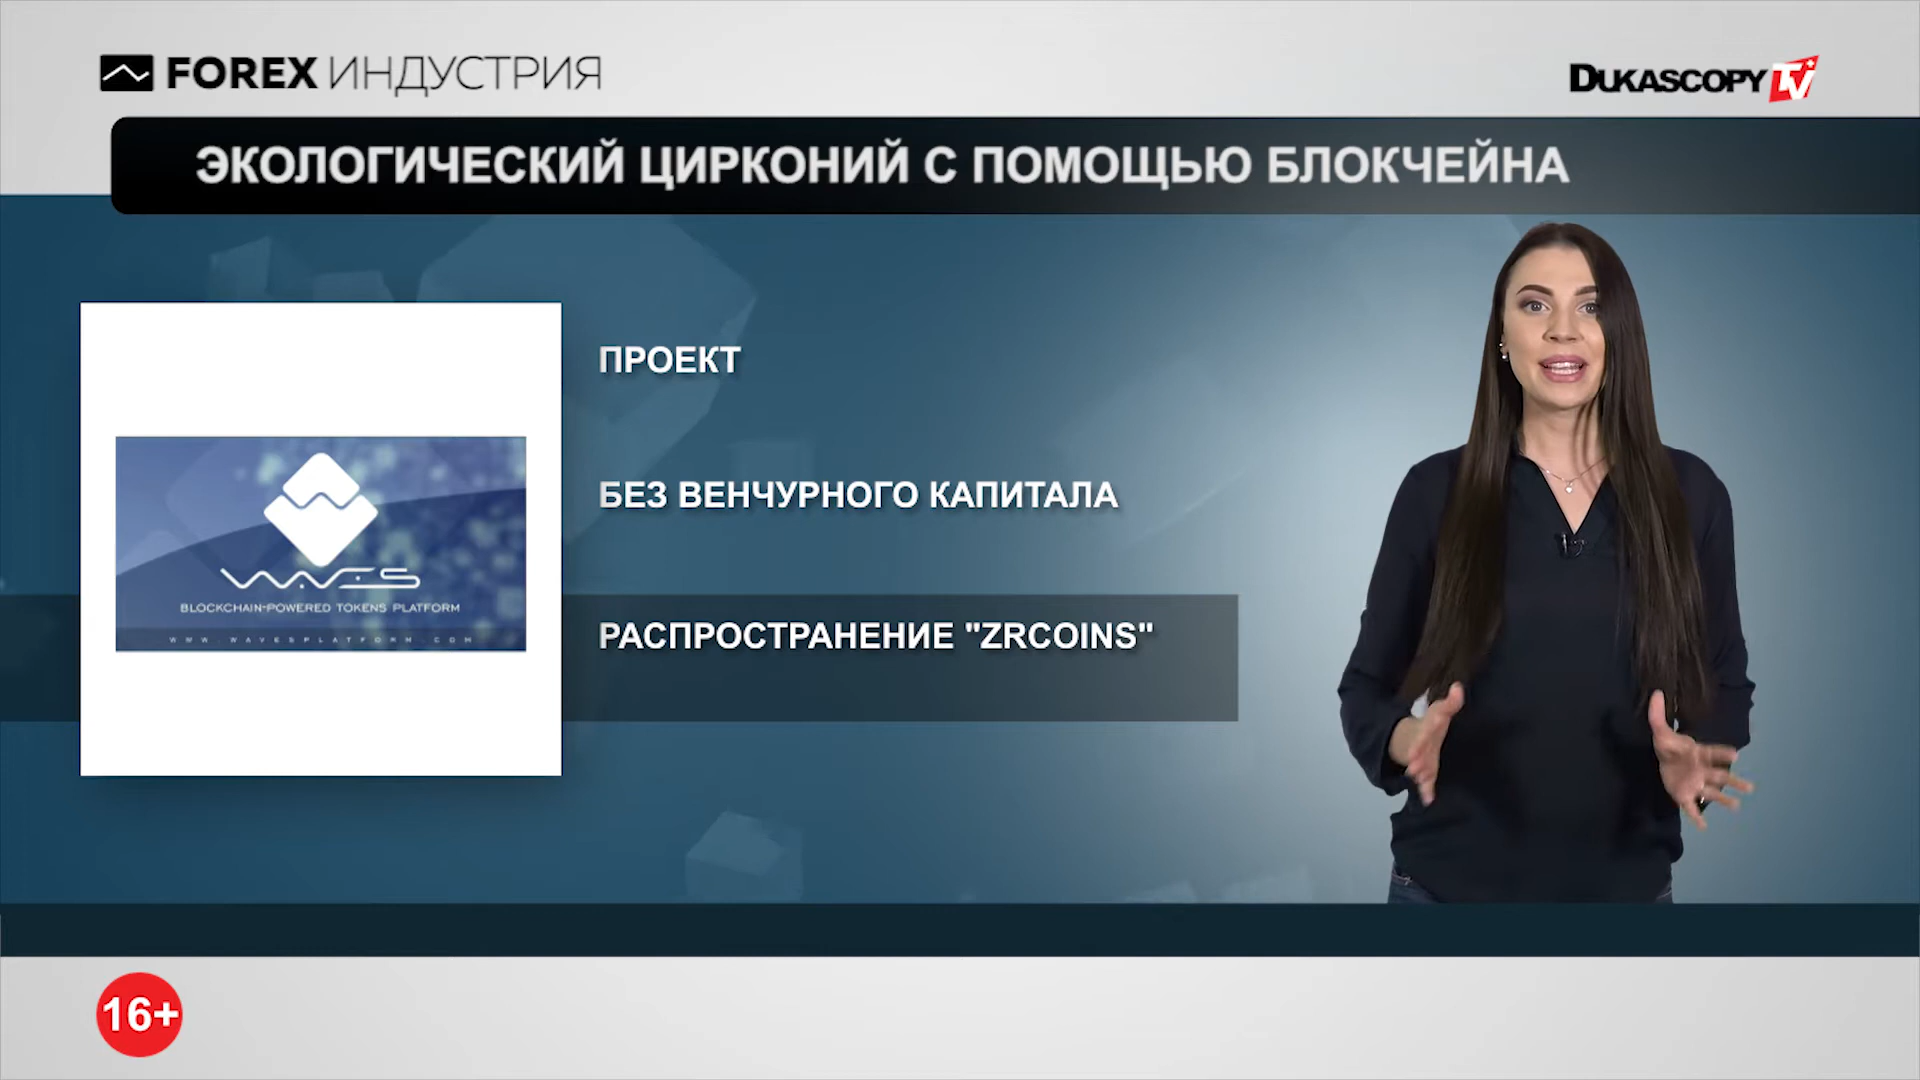 FOREX ИНДУСТРИЯ
DUKASCOPY TV
ЭКОЛОГИЧЕСКИЙ ЦИРКОНИЙ С ПОМОЩЬЮ БЛОКЧЕЙНА
ПРОЕКТ
БЕЗ ВЕНЧУРНОГО КАПИТАЛА
РАСПРОСТРАНЕНИЕ "ZRCOINS"
WAVES
BLOCKCHAIN-POWERED TOKENS PLATFORM
WWW.WAVESPLATFORM.COM
16+